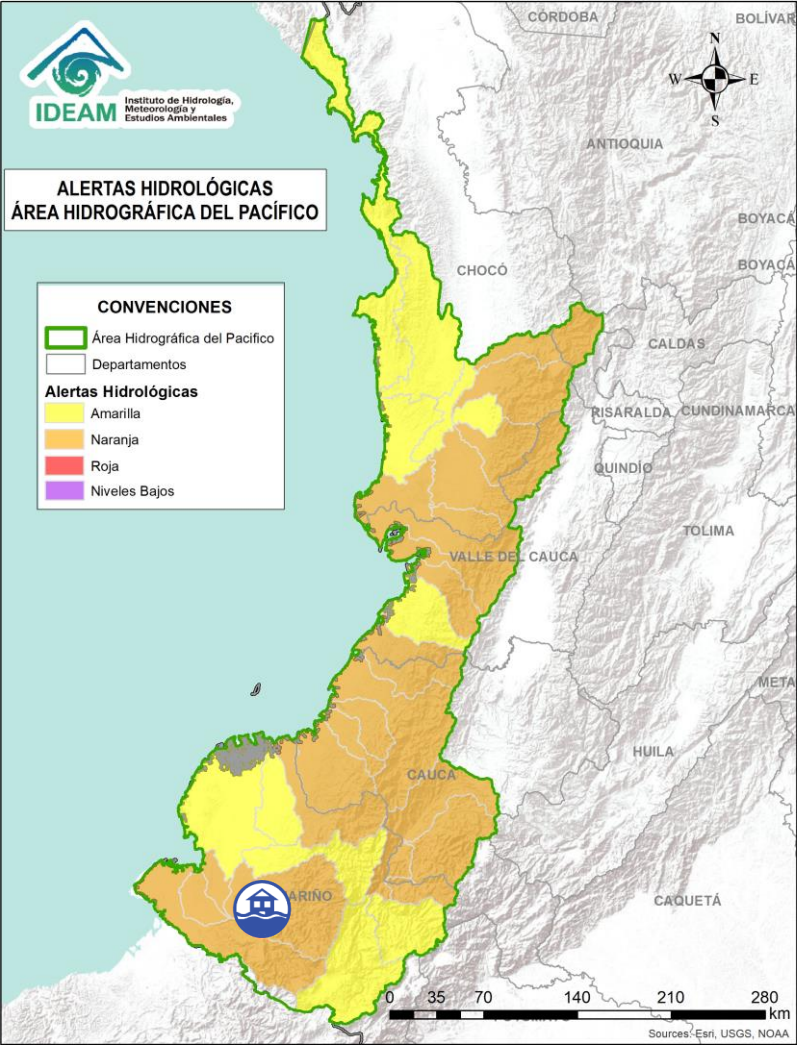 CÓRDOBA
BOLÍVAR
N
W E
S
IDEAM
Instituto de Hidrología,
Meteorología y
Estudios Ambientales
ANTIOQUIA
ALERTAS HIDROLÓGICAS
ÁREA HIDROGRÁFICA DEL PACÍFICO
BOYACÁ
BOYACÁ
CHOCÓ
CONVENCIONES
Área Hidrográfica del Pacifico
Departamentos
Alertas Hidrológicas
Amarilla
Naranja
Roja
Niveles Bajos
CALDAS
RISARALDA
CUNDINAMARCA
QUINDÍO
TOLIMA
VALLE DEL CAUCA
META
HUILA
CAUCA
ARIÑO
CAQUETÁ
0 35 70 140 210 280
km
Sources: Esri, USGS, NOAA